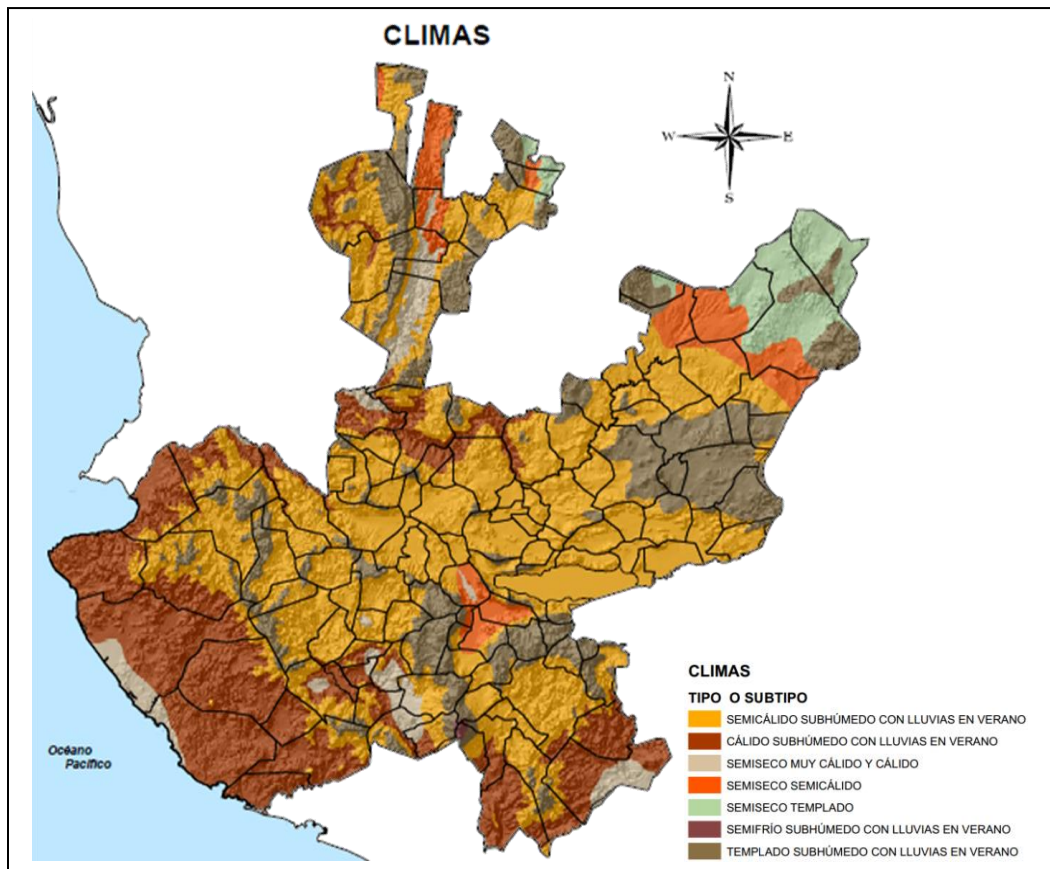 CLIMAS
N
W
E
S
CLIMAS
TIPO O SUBTIPO
SEMICÁLIDO SUBHÚMEDO CON LLUVIAS EN VERANO
CÁLIDO SUBHÚMEDO CON LLUVIAS EN VERANO
SEMISECO MUY CÁLIDO Y CÁLIDO
SEMISECO SEMICÁLIDO
SEMISECO TEMPLADO
SEMIFRÍO SUBHÚMEDO CON LLUVIAS EN VERANO
TEMPLADO SUBHÚMEDO CON LLUVIAS EN VERANO
Océano
Pacífico